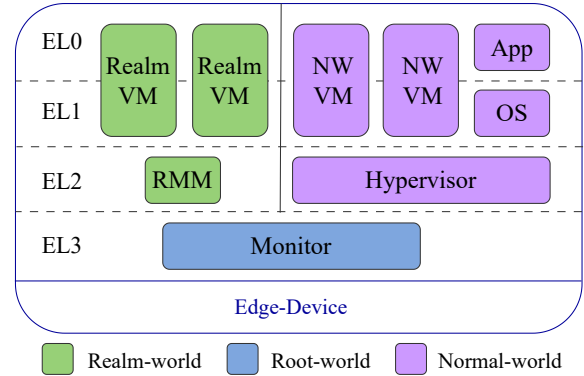 EL0
Realm
VM
Realm
VM
NW
VM
NW
VM
App
EL1
OS
EL2
RMM
Hypervisor
EL3
Monitor
Edge-Device
Realm-world
Root-world
Normal-world